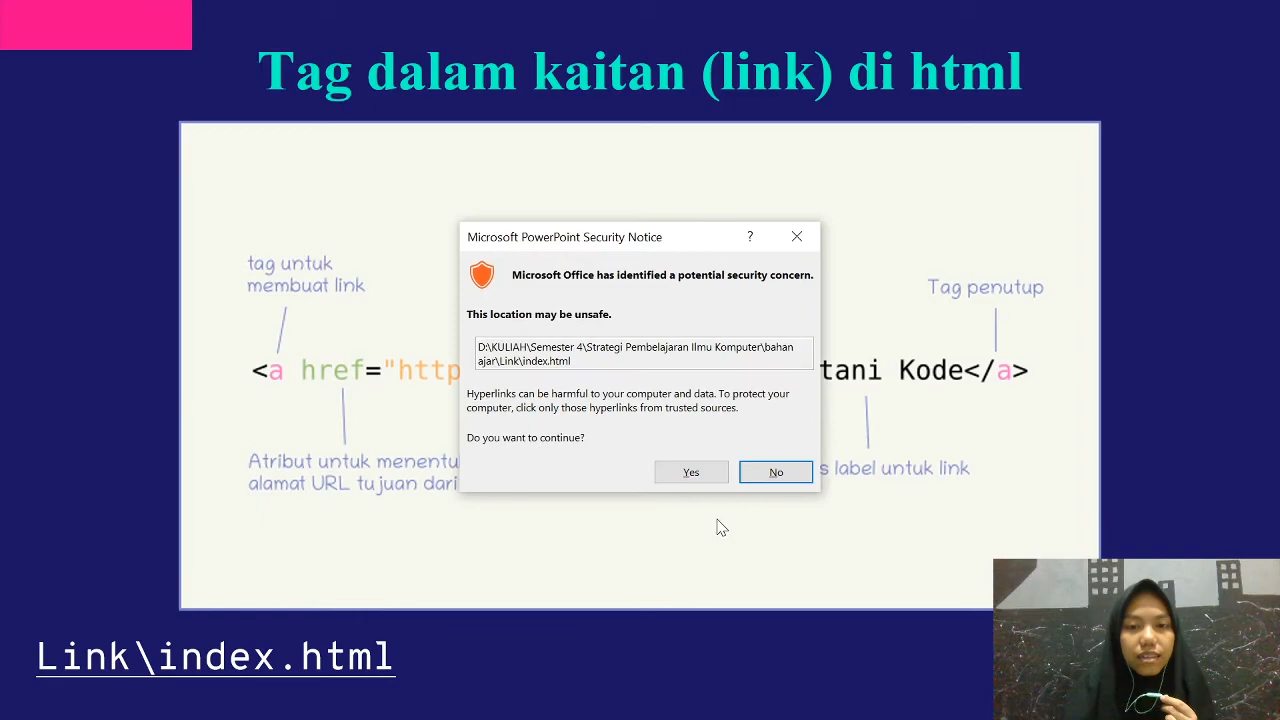 Tag dalam kaitan (link) di html
tag untuk
membuat link
Tag penutup
<a href="http
tani Kode</a>
Atribut untuk menentu
alamat URL tujuan dari
s label untuk link
Microsoft PowerPoint Security Notice
?
Microsoft Office has identified a potential security concern.
This location may be unsafe.
D:\KULIAH\Semester 4\Strategi Pembelajaran Ilmu Komputer\bahan
ajar\Link\index.html
Hyperlinks can be harmful to your computer and data. To protect your
computer, click only those hyperlinks from trusted sources.
Do you want to continue?
Yes
No
Link\index.html